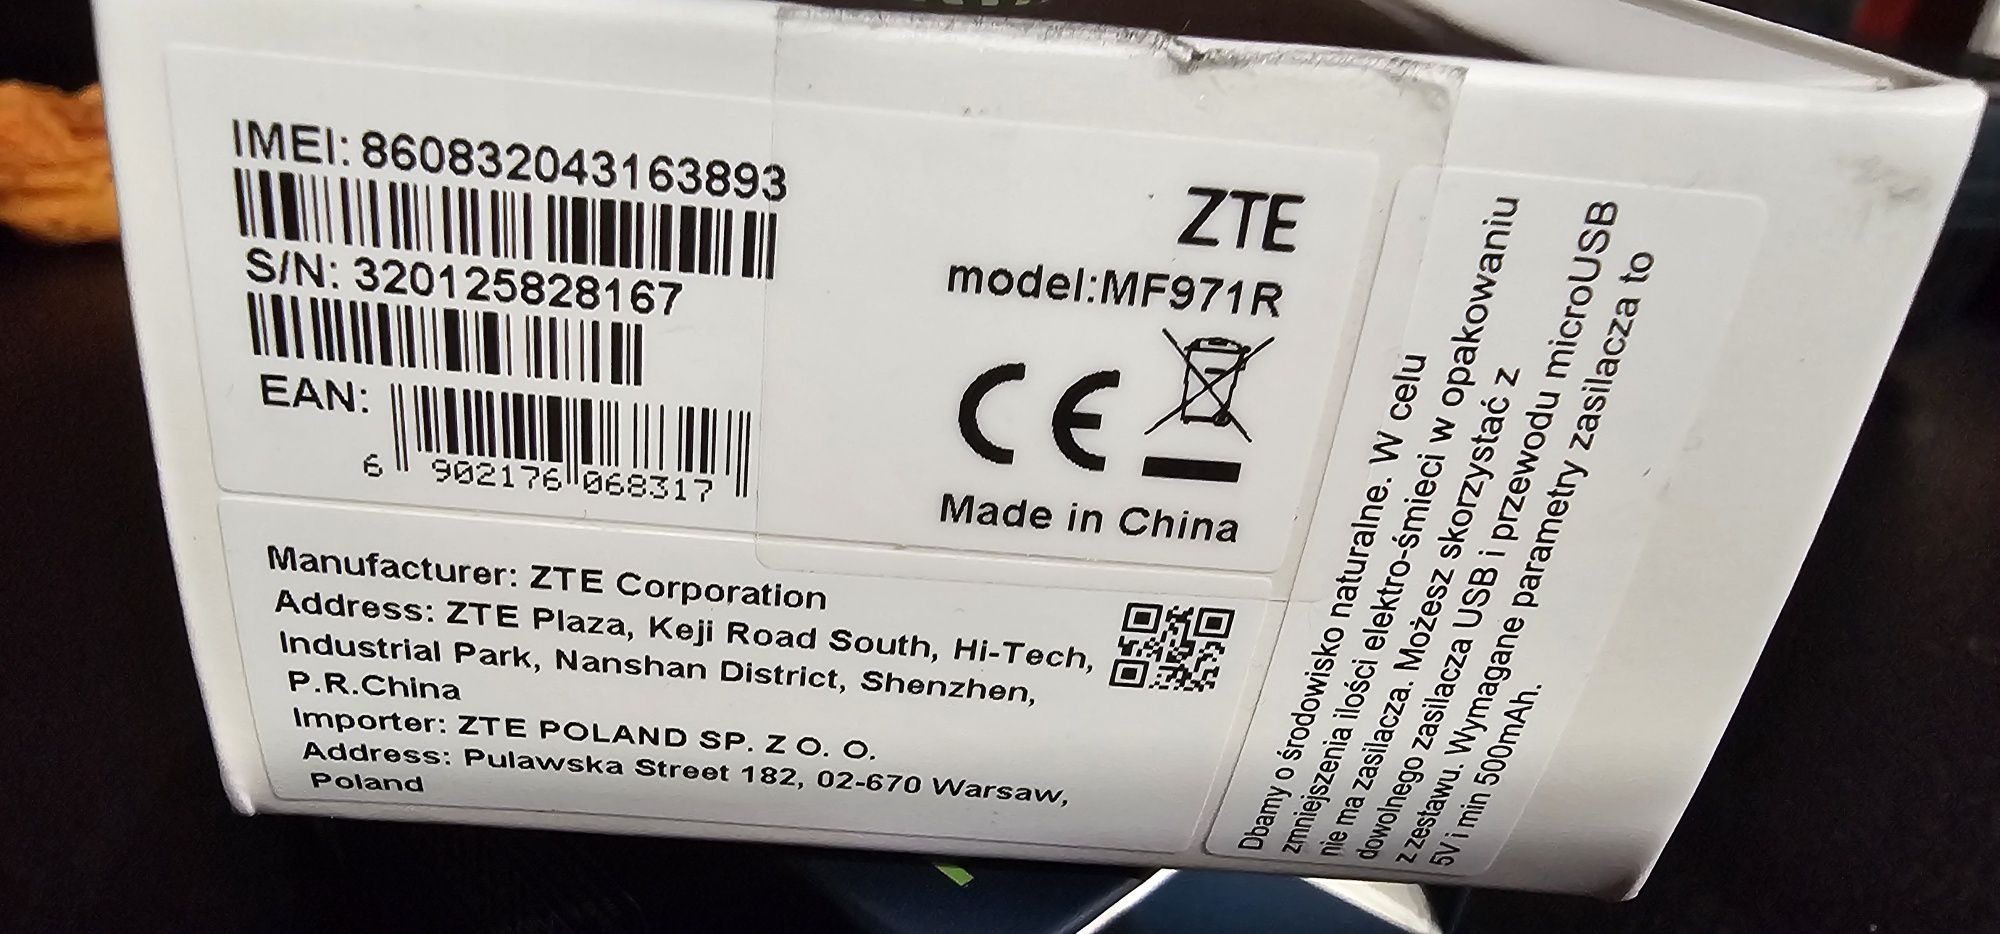 IMEI: 860832043163893
S/N: 320125828167
EAN:
6 902176 068317
ZTE
model:MF971R
CE
Made in China
Manufacturer: ZTE Corporation
Address: ZTE Plaza, Keji Road South, Hi-Tech,
Industrial Park, Nanshan District, Shenzhen,
P.R.China
Importer: ZTE POLAND SP. Z O. O.
Address: Pulawska Street 182, 02-670 Warsaw,
Poland
Dbamy o środowisko naturalne. W celu
zmniejszenia ilości elektro-śmieci w opakowaniu
nie ma zasilacza. Możesz skorzystać z
dowolnego zasilacza USB i przewodu microUSB
z zestawu. Wymagane parametry zasilacza to
5V i min 500mAh.